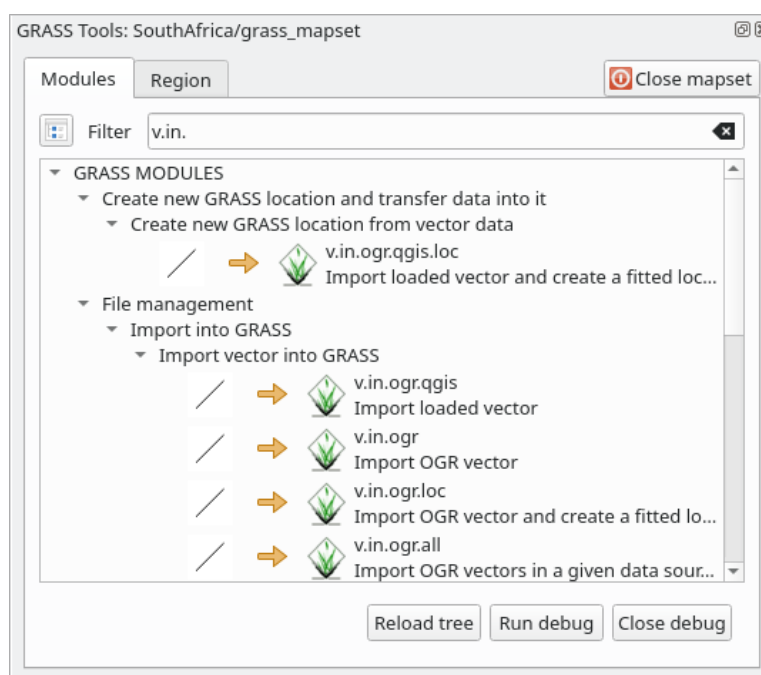 GRASS Tools: SouthAfrica/grass_mapset
Modules
Region
Close mapset
Filter
v.in.
GRASS MODULES
Create new GRASS location and transfer data into it
Create new GRASS location from vector data
v.in.ogr.qgis.loc
Import loaded vector and create a fitted loc...
File management
Import into GRASS
Import vector into GRASS
v.in.ogr.qgis
Import loaded vector
v.in.ogr
Import OGR vector
v.in.ogr.loc
Import OGR vector and create a fitted lo...
v.in.ogr.all
Import OGR vectors in a given data sour...
Reload tree
Run debug
Close debug